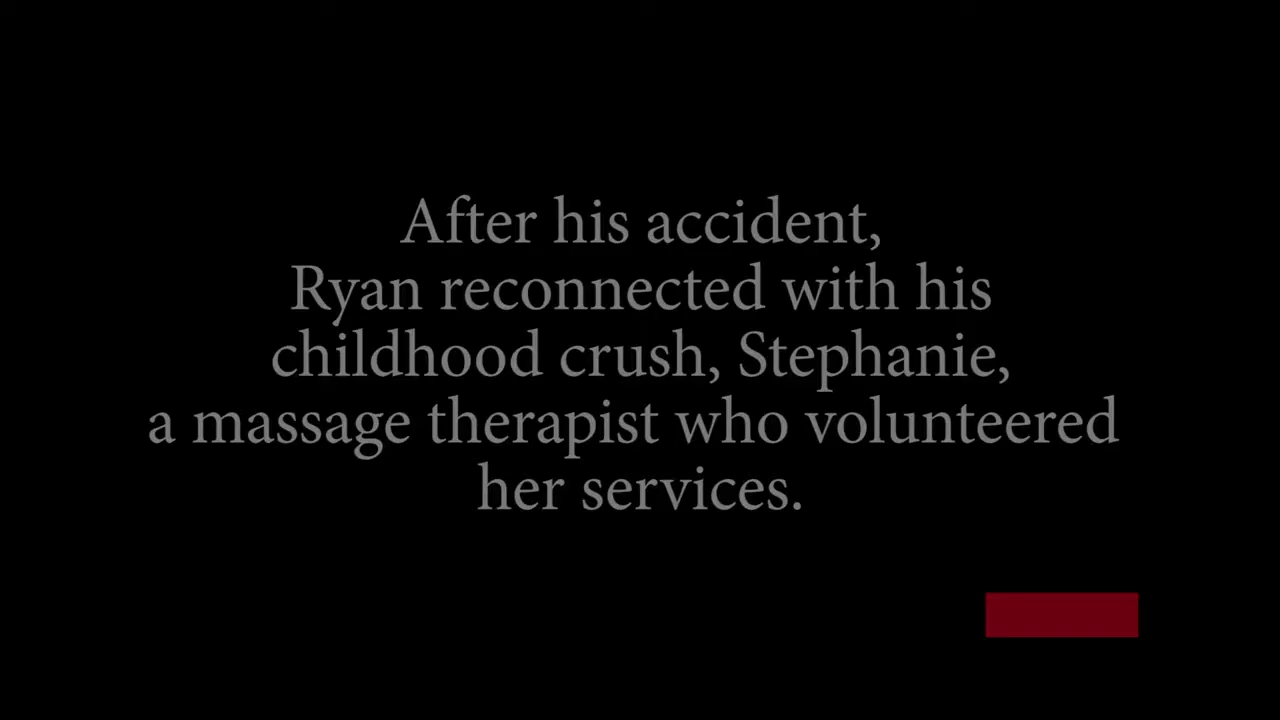 After his accident,
Ryan reconnected with his
childhood crush, Stephanie,
a massage therapist who volunteered
her services.